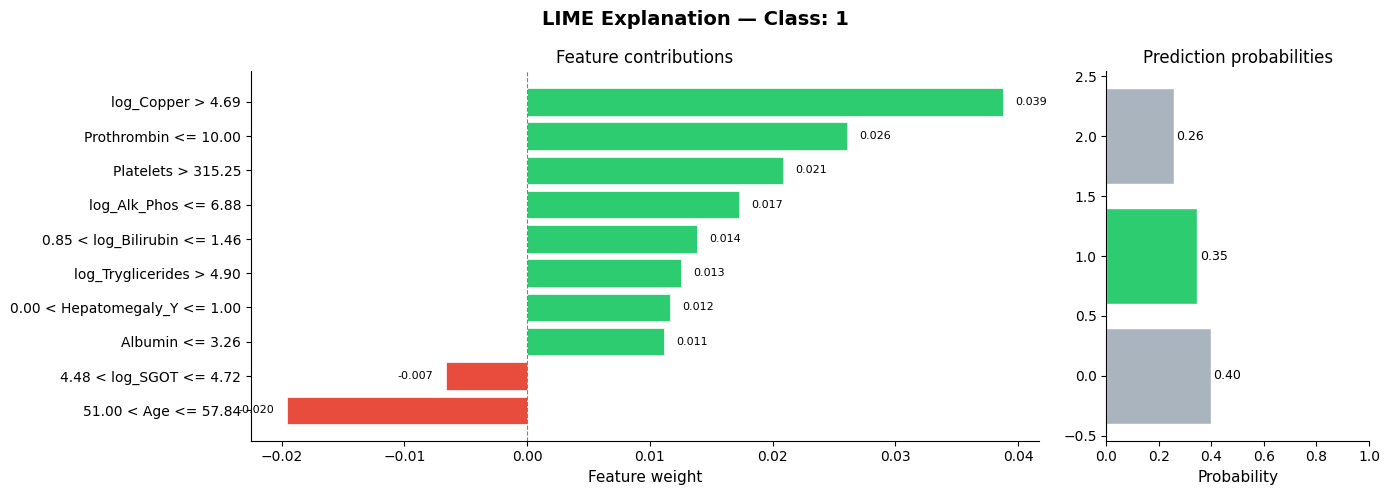 LIME Explanation — Class: 1
Feature contributions
log_Copper > 4.69
0.039
Prothrombin <= 10.00
0.026
Platelets > 315.25
0.021
log_Alk_Phos <= 6.88
0.017
0.85 < log_Bilirubin <= 1.46
0.014
log_Tryglicerides > 4.90
0.013
0.00 < Hepatomegaly_Y <= 1.00
0.012
Albumin <= 3.26
0.011
4.48 < log_SGOT <= 4.72
-0.007
51.00 < Age <= 57.84
-0.020
−0.02 −0.01 0.00 0.01 0.02 0.03 0.04
Feature weight
Prediction probabilities
2.5
2.0
0.26
1.5
1.0
0.35
0.5
0.0
0.40
−0.5
0.0 0.2 0.4 0.6 0.8 1.0
Probability